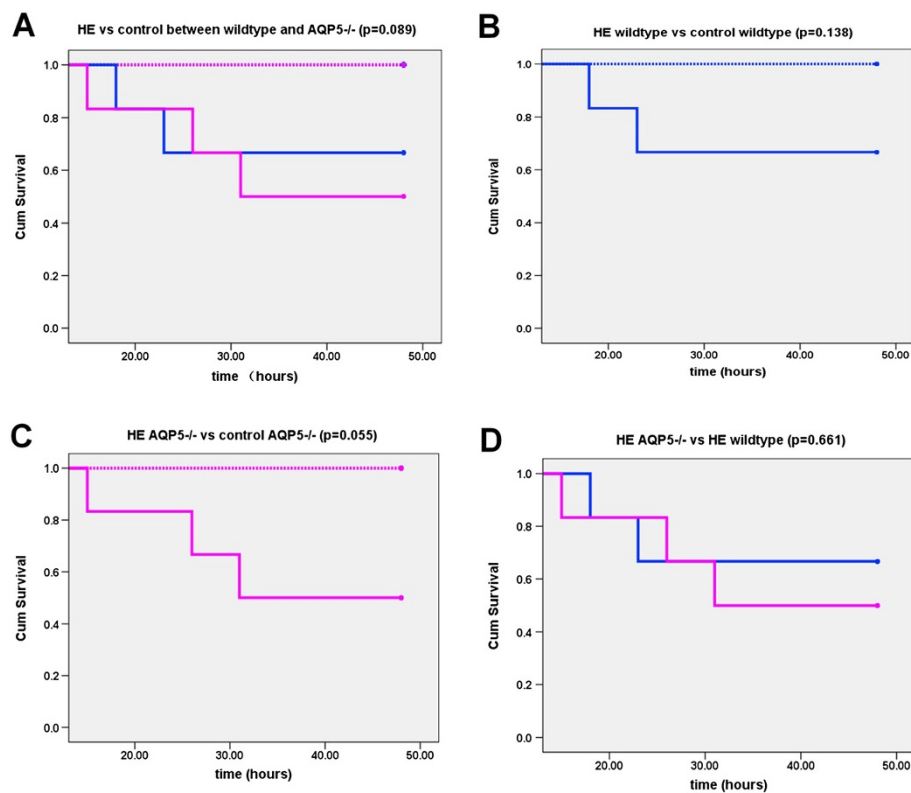 A
HE vs control between wildtype and AQP5-/- (p=0.089)
1.0
0.8
0.6
0.4
0.2
0.0
Cum Survival
20.00
30.00
40.00
50.00
time （hours）
B
HE wildtype vs control wildtype (p=0.138)
1.0
0.8
0.6
0.4
0.2
0.0
Cum Survival
20.00
30.00
40.00
50.00
time (hours)
C
HE AQP5-/- vs control AQP5-/- (p=0.055)
1.0
0.8
0.6
0.4
0.2
0.0
Cum Survival
20.00
30.00
40.00
50.00
time (hours)
D
HE AQP5-/- vs HE wildtype (p=0.661)
1.0
0.8
0.6
0.4
0.2
0.0
Cum Survival
20.00
30.00
40.00
50.00
time (hours)